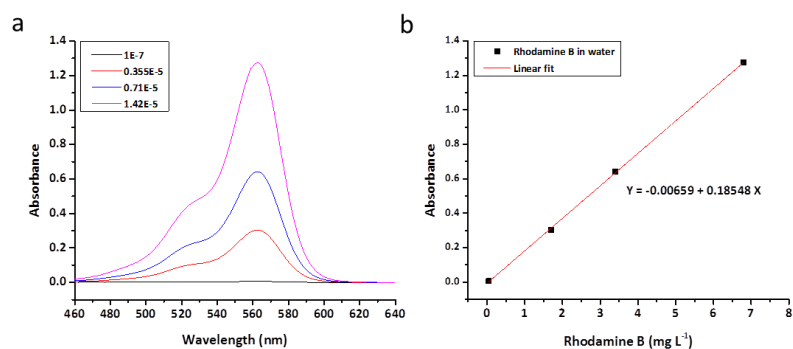 a
1E-7
0.355E-5
0.71E-5
1.42E-5
1.4
1.2
1.0
0.8
0.6
0.4
0.2
0.0
Absorbance
460 480 500 520 540 560 580 600 620 640
Wavelength (nm)
b
Rhodamine B in water
Linear fit
1.4
1.2
1.0
0.8
0.6
0.4
0.2
0.0
Absorbance
Y = -0.00659 + 0.18548 X
0 1 2 3 4 5 6 7 8
Rhodamine B (mg L⁻¹)